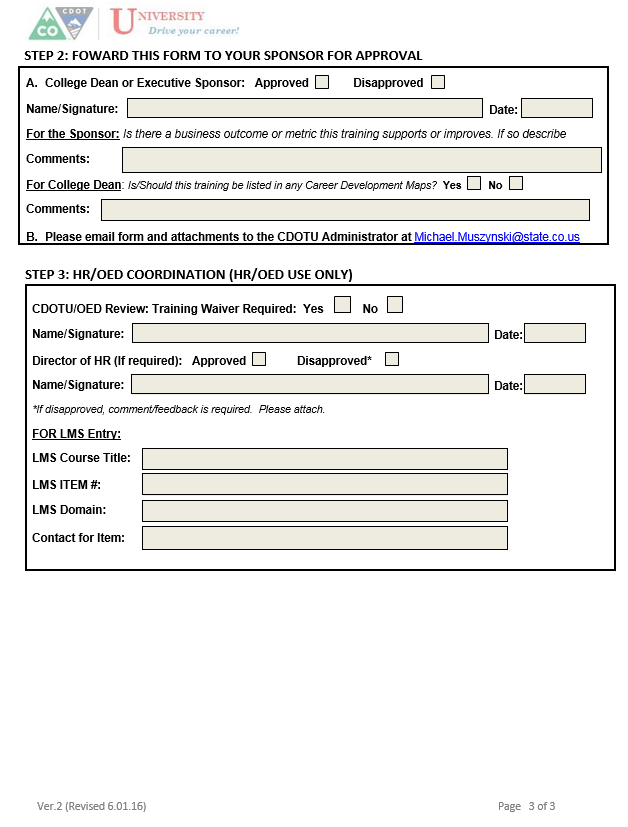 CO CDOT UNIVERSITY
Drive your career!
STEP 2: FOWARD THIS FORM TO YOUR SPONSOR FOR APPROVAL
A. College Dean or Executive Sponsor: Approved Disapproved
Name/Signature: Date:
For the Sponsor: Is there a business outcome or metric this training supports or improves. If so describe
Comments:
For College Dean: Is/Should this training be listed in any Career Development Maps? Yes No
Comments:
B. Please email form and attachments to the CDOTU Administrator at Michael.Muszynski@state.co.us
STEP 3: HR/OED COORDINATION (HR/OED USE ONLY)
CDOTU/OED Review: Training Waiver Required: Yes No
Name/Signature: Date:
Director of HR (If required): Approved Disapproved*
Name/Signature: Date:
*If disapproved, comment/feedback is required. Please attach.
FOR LMS Entry:
LMS Course Title:
LMS ITEM #:
LMS Domain:
Contact for Item:
Ver.2 (Revised 6.01.16) Page 3 of 3